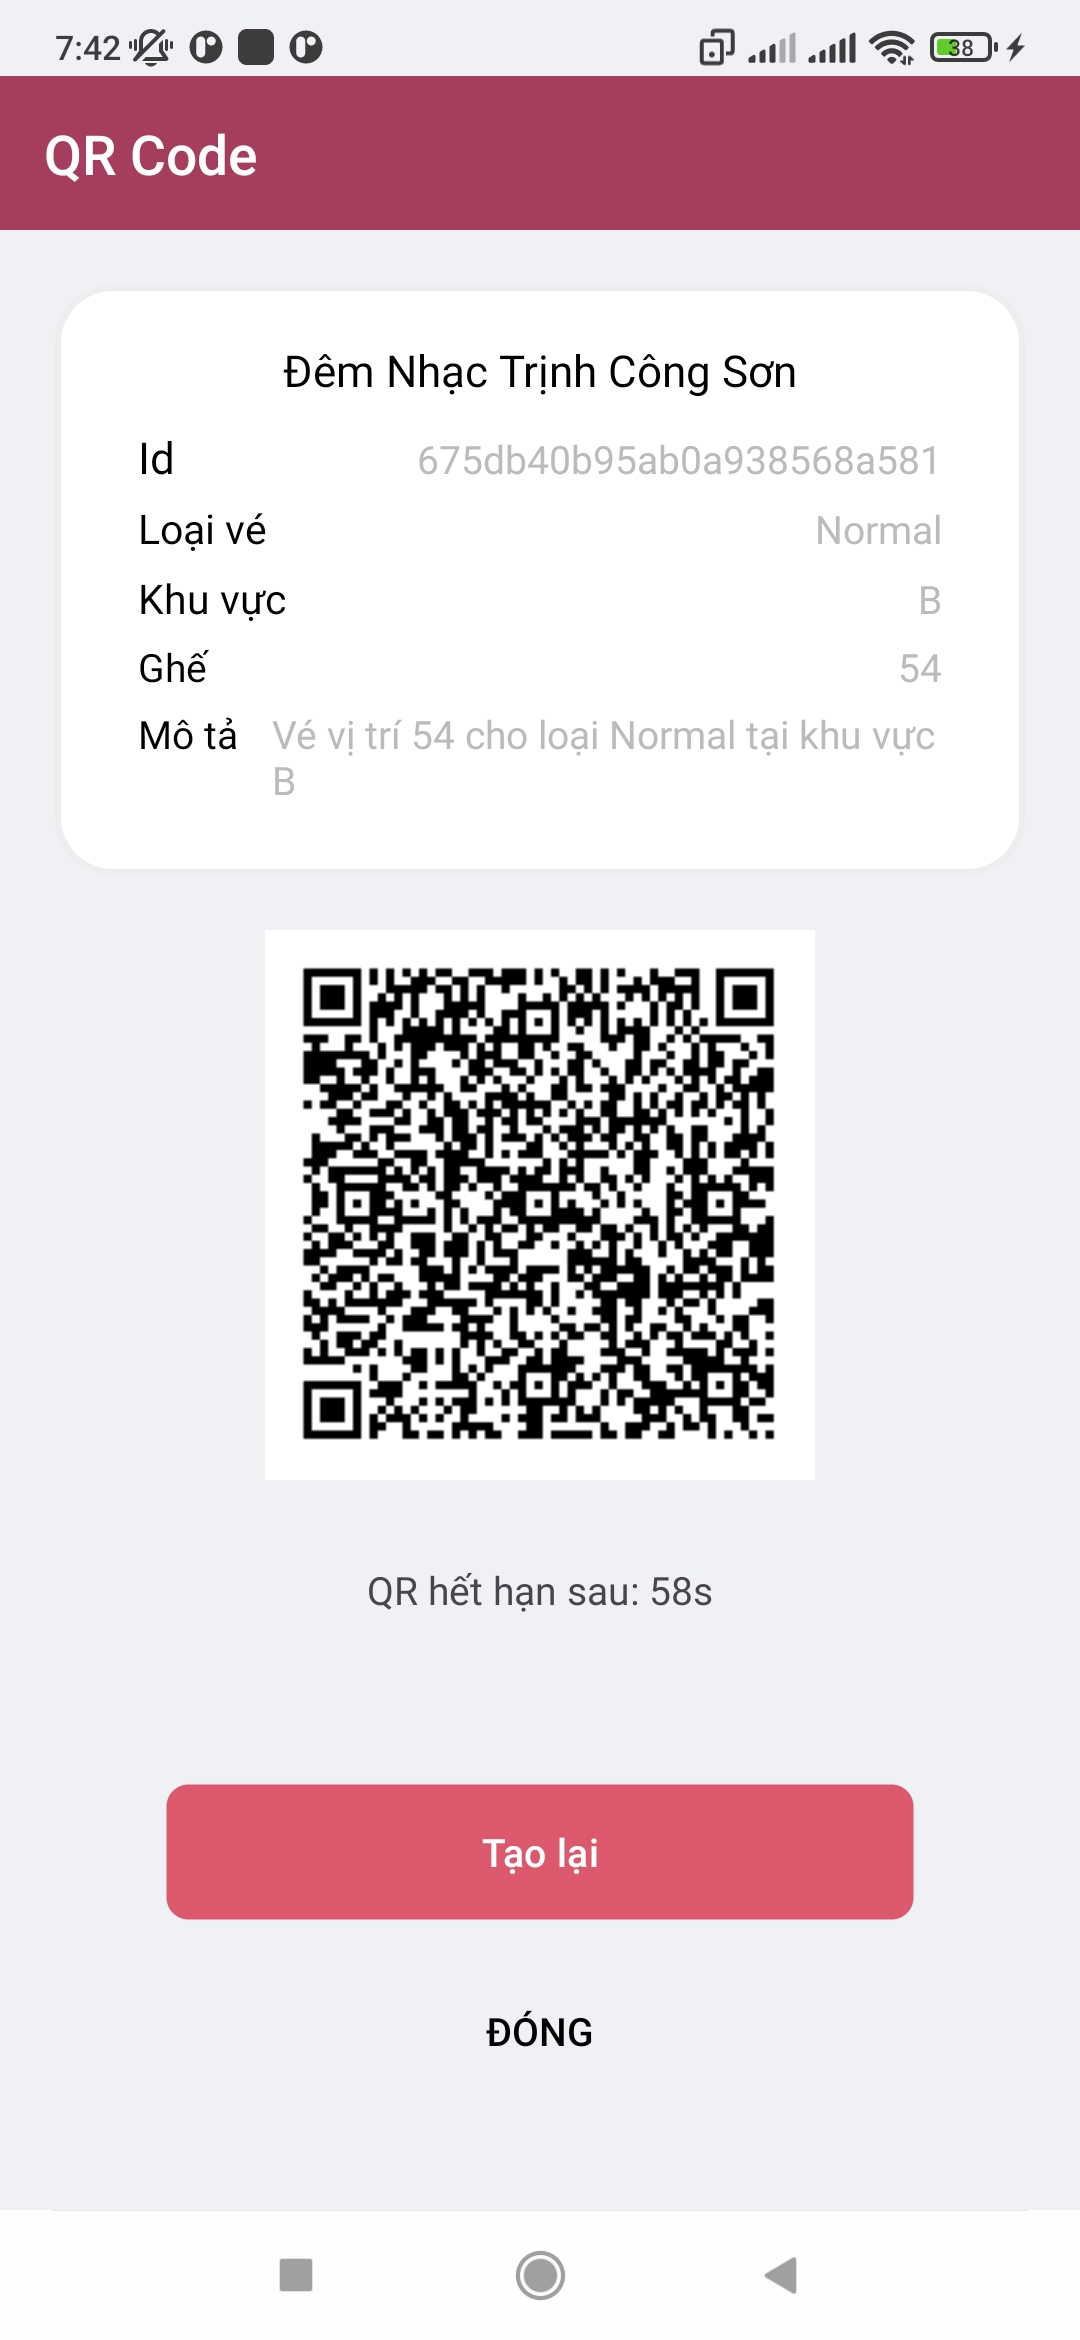 7:42
38
QR Code
Đêm Nhạc Trịnh Công Sơn
Id 675db40b95ab0a938568a581
Loại vé Normal
Khu vực B
Ghế 54
Mô tả Vé vị trí 54 cho loại Normal tại khu vực
B
QR hết hạn sau: 58s
Tạo lại
ĐÓNG